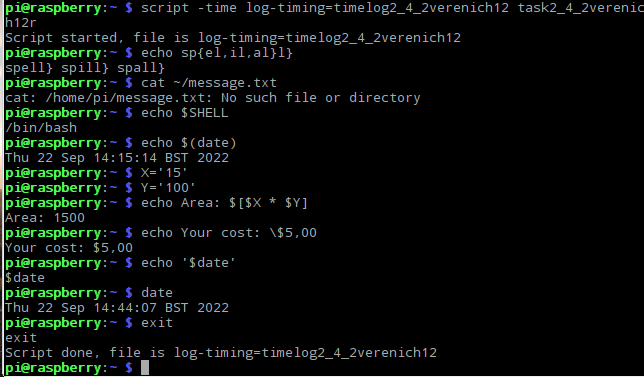 pi@raspberry:~ $ script -time log-timing=timelog2_4_2verenich12 task2_4_2verenic
h12r
Script started, file is log-timing=timelog2_4_2verenich12
pi@raspberry:~ $ echo sp{el,il,al}l}
spell} spill} spall}
pi@raspberry:~ $ cat ~/message.txt
cat: /home/pi/message.txt: No such file or directory
pi@raspberry:~ $ echo $SHELL
/bin/bash
pi@raspberry:~ $ echo $(date)
Thu 22 Sep 14:15:14 BST 2022
pi@raspberry:~ $ X='15'
pi@raspberry:~ $ Y='100'
pi@raspberry:~ $ echo Area: $[$X * $Y]
Area: 1500
pi@raspberry:~ $ echo Your cost: \$5,00
Your cost: $5,00
pi@raspberry:~ $ echo '$date'
$date
pi@raspberry:~ $ date
Thu 22 Sep 14:44:07 BST 2022
pi@raspberry:~ $ exit
exit
Script done, file is log-timing=timelog2_4_2verenich12
pi@raspberry:~ $